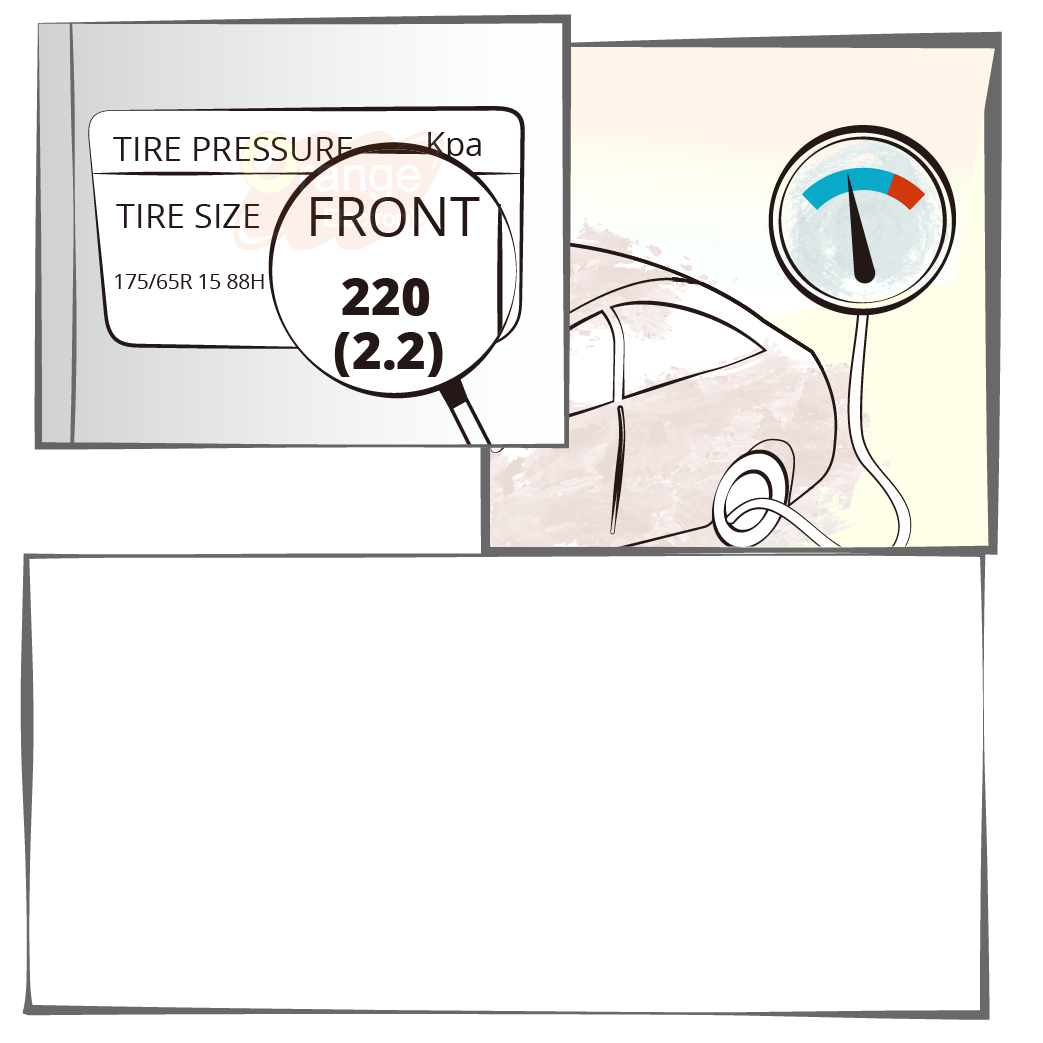 TIRE PRESSURE Kpa
TIRE SIZE
FRONT
175/65R 15 88H
220
(2.2)